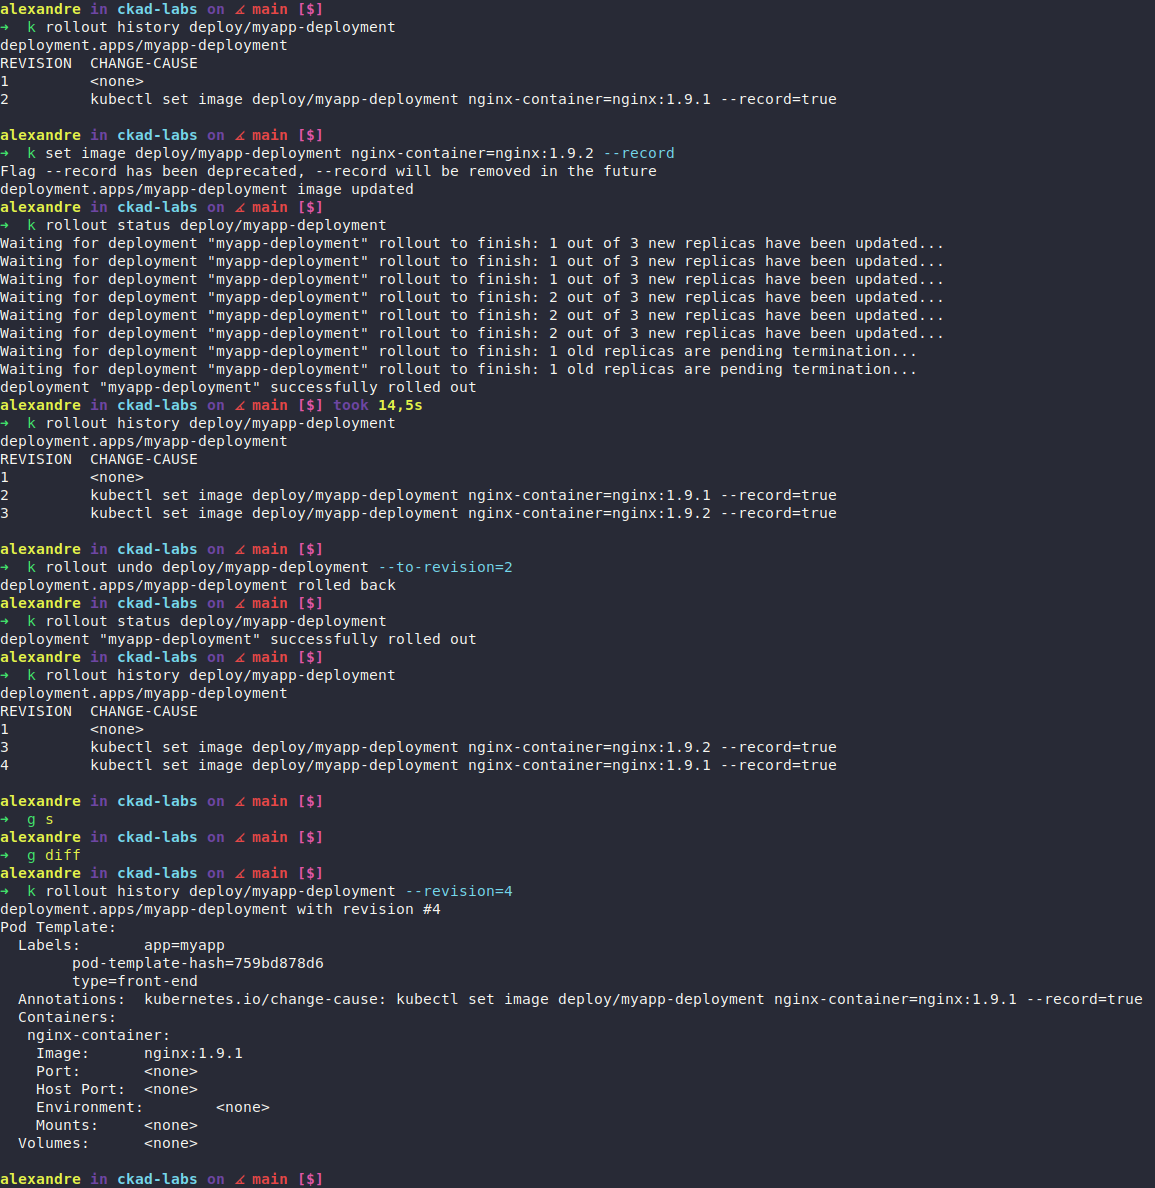 alexandre in ckad-labs on main [$]
➜  k rollout history deploy/myapp-deployment
deployment.apps/myapp-deployment
REVISION  CHANGE-CAUSE
1         <none>
2         kubectl set image deploy/myapp-deployment nginx-container=nginx:1.9.1 --record=true

alexandre in ckad-labs on main [$]
➜  k set image deploy/myapp-deployment nginx-container=nginx:1.9.2 --record
Flag --record has been deprecated, --record will be removed in the future
deployment.apps/myapp-deployment image updated
alexandre in ckad-labs on main [$]
➜  k rollout status deploy/myapp-deployment
Waiting for deployment "myapp-deployment" rollout to finish: 1 out of 3 new replicas have been updated...
Waiting for deployment "myapp-deployment" rollout to finish: 1 out of 3 new replicas have been updated...
Waiting for deployment "myapp-deployment" rollout to finish: 1 out of 3 new replicas have been updated...
Waiting for deployment "myapp-deployment" rollout to finish: 2 out of 3 new replicas have been updated...
Waiting for deployment "myapp-deployment" rollout to finish: 2 out of 3 new replicas have been updated...
Waiting for deployment "myapp-deployment" rollout to finish: 2 out of 3 new replicas have been updated...
Waiting for deployment "myapp-deployment" rollout to finish: 1 old replicas are pending termination...
Waiting for deployment "myapp-deployment" rollout to finish: 1 old replicas are pending termination...
deployment "myapp-deployment" successfully rolled out
alexandre in ckad-labs on main [$] took 14,5s
➜  k rollout history deploy/myapp-deployment
deployment.apps/myapp-deployment
REVISION  CHANGE-CAUSE
1         <none>
2         kubectl set image deploy/myapp-deployment nginx-container=nginx:1.9.1 --record=true
3         kubectl set image deploy/myapp-deployment nginx-container=nginx:1.9.2 --record=true

alexandre in ckad-labs on main [$]
➜  k rollout undo deploy/myapp-deployment --to-revision=2
deployment.apps/myapp-deployment rolled back
alexandre in ckad-labs on main [$]
➜  k rollout status deploy/myapp-deployment
deployment "myapp-deployment" successfully rolled out
alexandre in ckad-labs on main [$]
➜  k rollout history deploy/myapp-deployment
deployment.apps/myapp-deployment
REVISION  CHANGE-CAUSE
1         <none>
3         kubectl set image deploy/myapp-deployment nginx-container=nginx:1.9.2 --record=true
4         kubectl set image deploy/myapp-deployment nginx-container=nginx:1.9.1 --record=true

alexandre in ckad-labs on main [$]
➜  g s
alexandre in ckad-labs on main [$]
➜  g diff
alexandre in ckad-labs on main [$]
➜  k rollout history deploy/myapp-deployment --revision=4
deployment.apps/myapp-deployment with revision #4
Pod Template:
  Labels:       app=myapp
        pod-template-hash=759bd878d6
        type=front-end
  Annotations:  kubernetes.io/change-cause: kubectl set image deploy/myapp-deployment nginx-container=nginx:1.9.1 --record=true
  Containers:
   nginx-container:
    Image:      nginx:1.9.1
    Port:       <none>
    Host Port:  <none>
    Environment:        <none>
    Mounts:     <none>
  Volumes:      <none>

alexandre in ckad-labs on main [$]